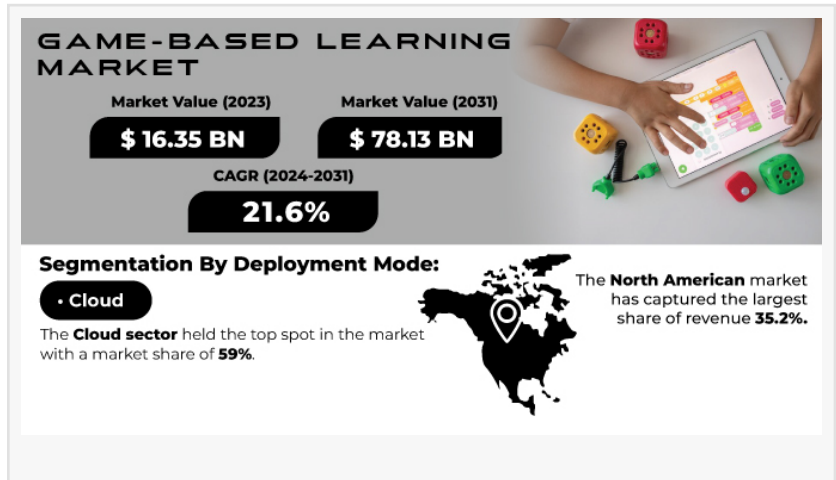 GAME-BASED LEARNING
MARKET
Market Value (2023)
Market Value (2031)
$ 16.35 BN
$ 78.13 BN
CAGR (2024-2031)
21.6%
Segmentation By Deployment Mode:
• Cloud
The Cloud sector held the top spot in the market
with a market share of 59%.
The North American market
has captured the largest
share of revenue 35.2%.